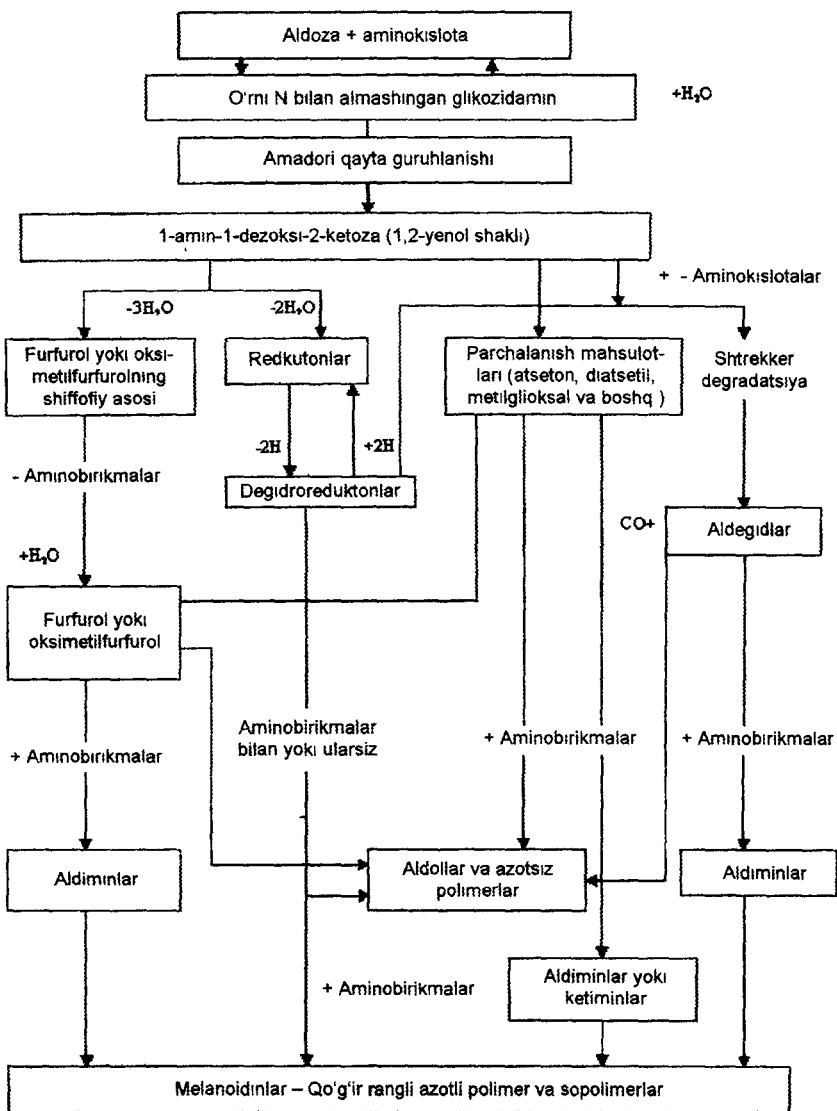 Aldoza + aminokislota
O'rni N bilan almashingan glikozidamin
+H₂O
Amadori qayta guruhlanishi
1-amin-1-dezoksi-2-ketoza (1,2-yenol shakli)
+ - Aminokislotalar
-3H₂O
-2H₂O
Furfurol yoki oksi-
metilfurfurolning
shiffofiy asosi
Redkutonlar
Parchalanish mahsulot-
lari (atseton, diatsetil,
metilglioksal va boshq )
Shtrekker
degradatsiya
-2H
+2H
- Aminobirikmalar
Degidroreduktonlar
CO+
Aldegidlar
+H₂O
Furfurol yoki
oksimetilfurfurol
Aminobirikmalar
bilan yoki ularsiz
+ Aminobirikmalar
+ Aminobirikmalar
+ Aminobirikmalar
Aldiminlar
Aldollar va azotsiz
polimerlar
Aldiminlar
+ Aminobirikmalar
Aldiminlar yoki
ketiminlar
Melanoidinlar – Qo'g'ir rangli azotli polimer va sopolimerlar